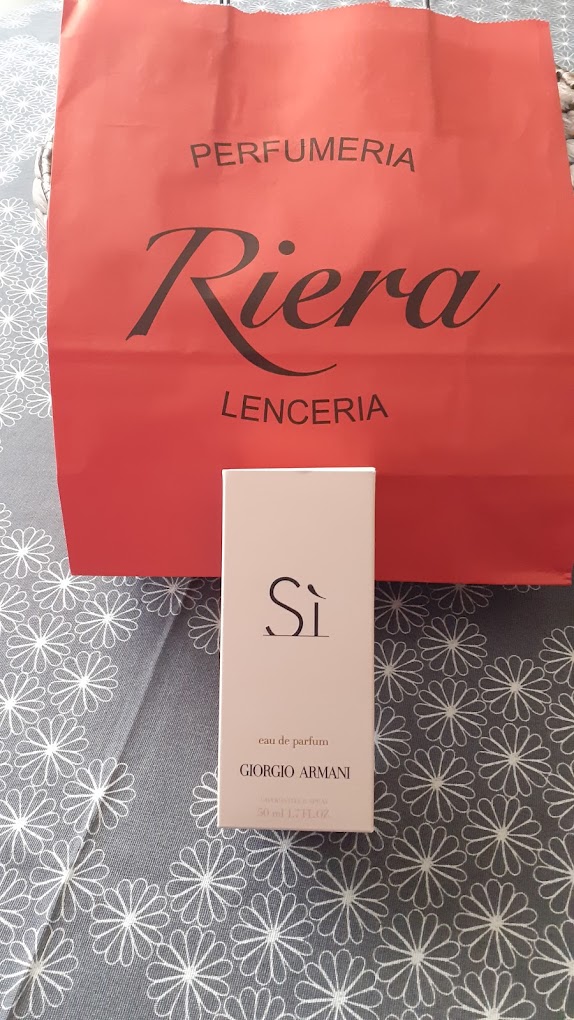 PERFUMERIA
Riera
LENCERIA
Sì
eau de parfum
GIORGIO ARMANI
50 ml 1.7 FL.OZ.